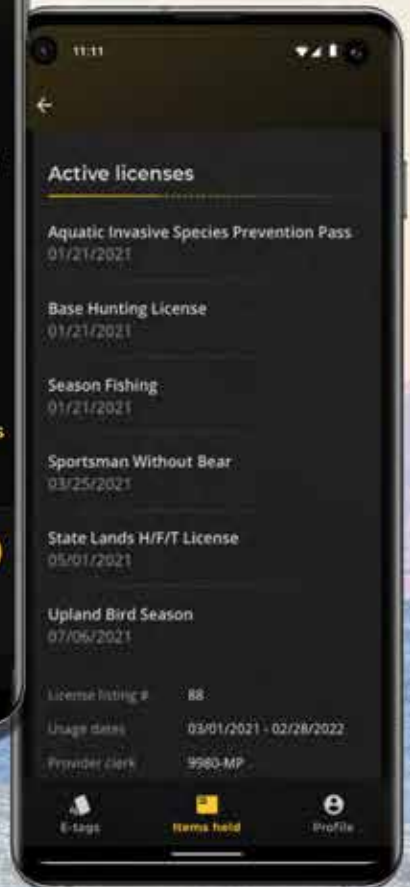 11:11
Active licenses
Aquatic Invasive Species Prevention Pass
01/21/2021
Base Hunting License
01/21/2021
Season Fishing
01/21/2021
Sportsman Without Bear
03/25/2021
State Lands H/F/T License
05/01/2021
Upland Bird Season
07/06/2021
License listing # 88
Usage dates 03/01/2021 - 02/28/2022
Provider clerk 9980-MP
E-tags Items held Profile
s